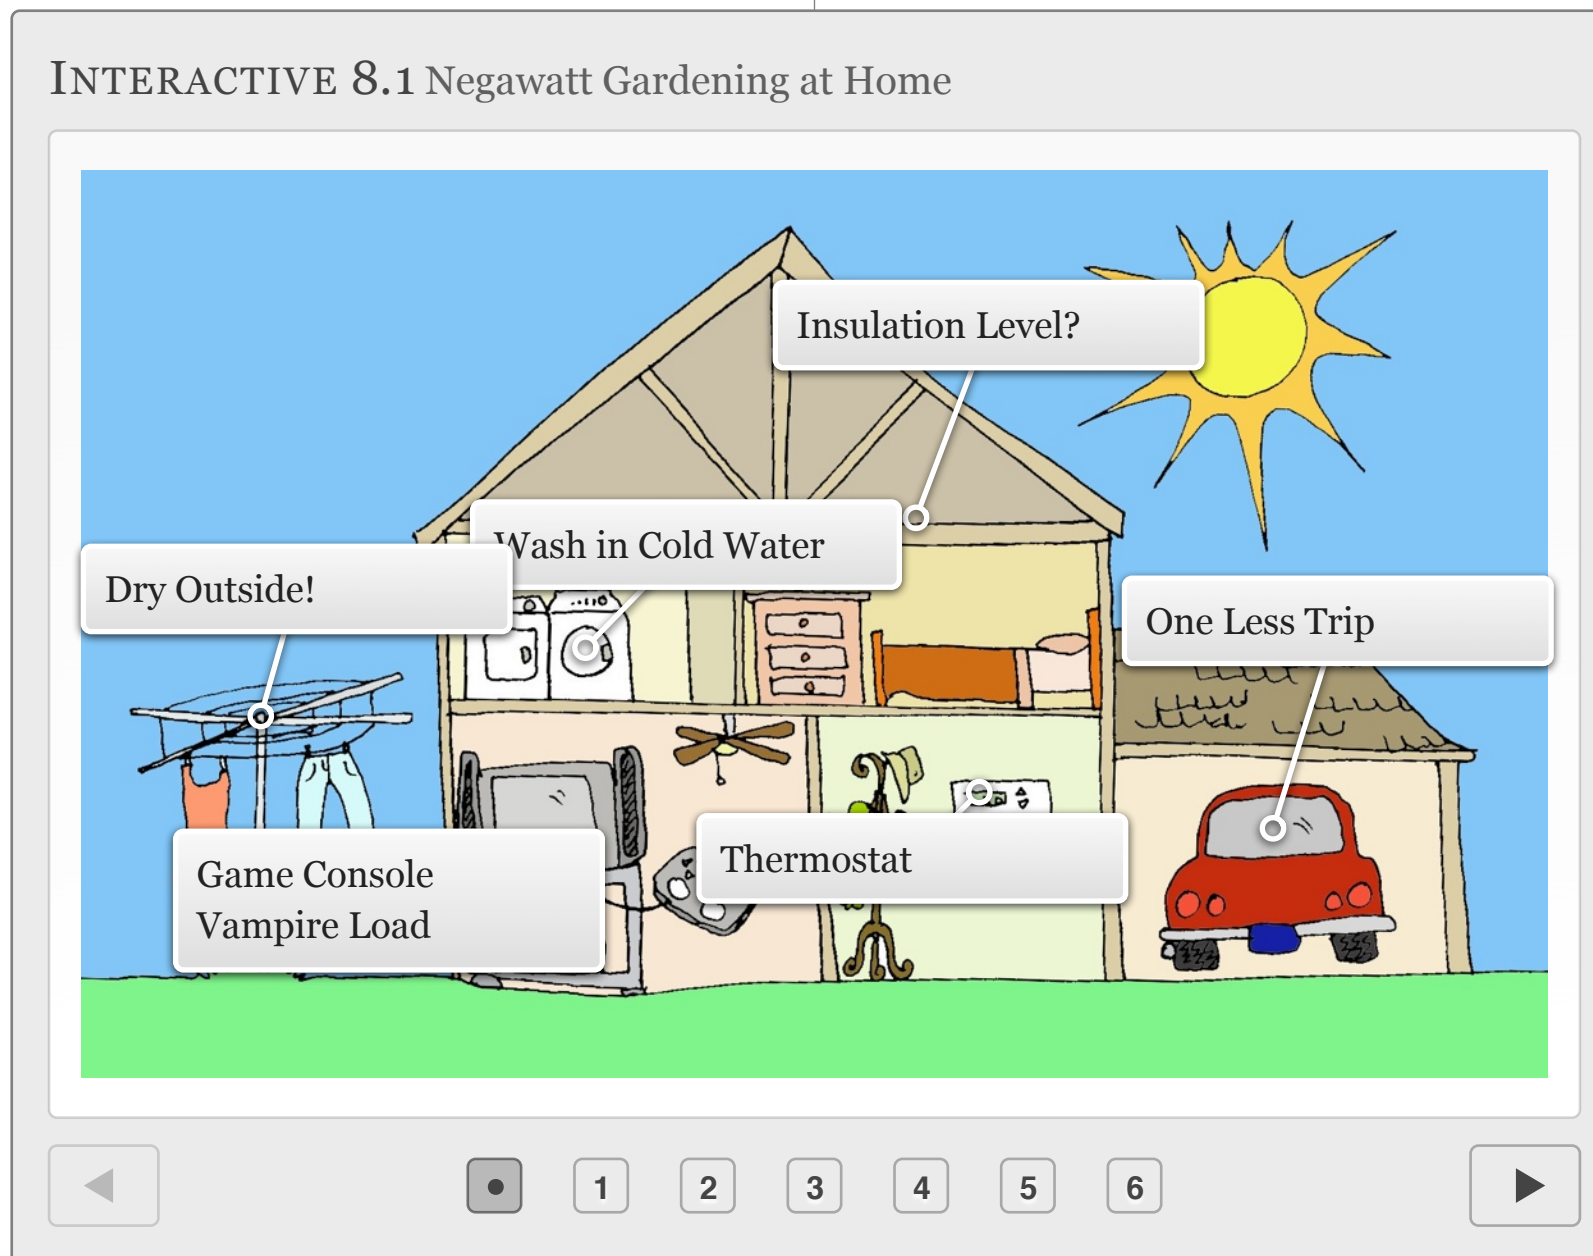 INTERACTIVE 8.1 Negawatt Gardening at Home
Insulation Level?
Wash in Cold Water
Dry Outside!
One Less Trip
Game Console
Vampire Load
Thermostat
1 2 3 4 5 6